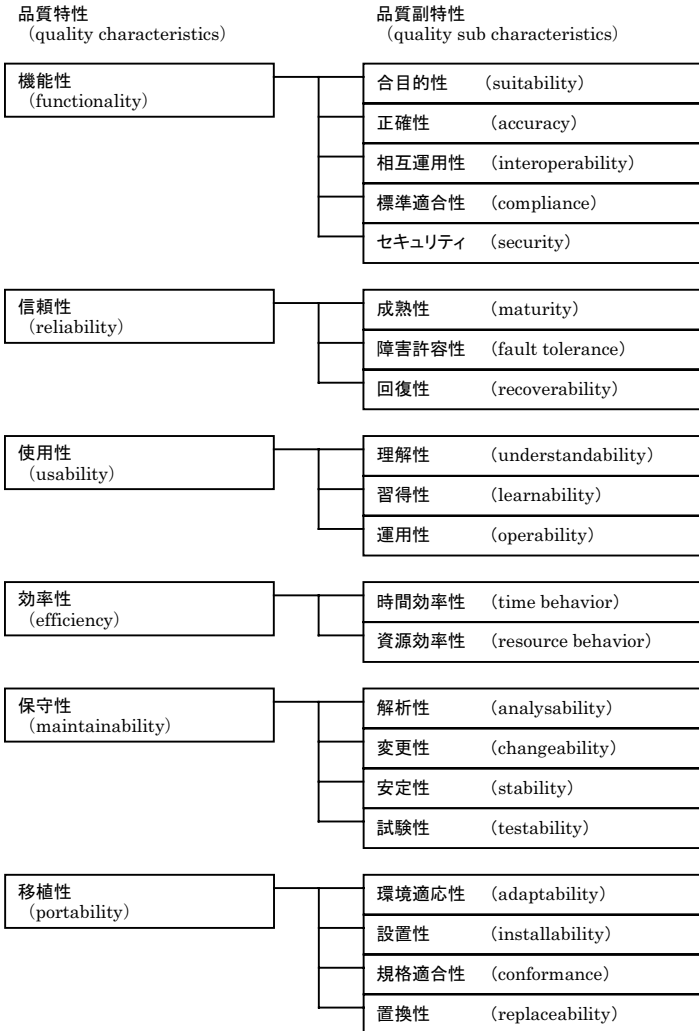 品質特性
（quality characteristics）
品質副特性
（quality sub characteristics）
機能性
（functionality）
合目的性 （suitability）
正確性 （accuracy）
相互運用性 （interoperability）
標準適合性 （compliance）
セキュリティ （security）
信頼性
（reliability）
成熟性 （maturity）
障害許容性 （fault tolerance）
回復性 （recoverability）
使用性
（usability）
理解性 （understandability）
習得性 （learnability）
運用性 （operability）
効率性
（efficiency）
時間効率性 （time behavior）
資源効率性 （resource behavior）
保守性
（maintainability）
解析性 （analysability）
変更性 （changeability）
安定性 （stability）
試験性 （testability）
移植性
（portability）
環境適応性 （adaptability）
設置性 （installability）
規格適合性 （conformance）
置換性 （replaceability）